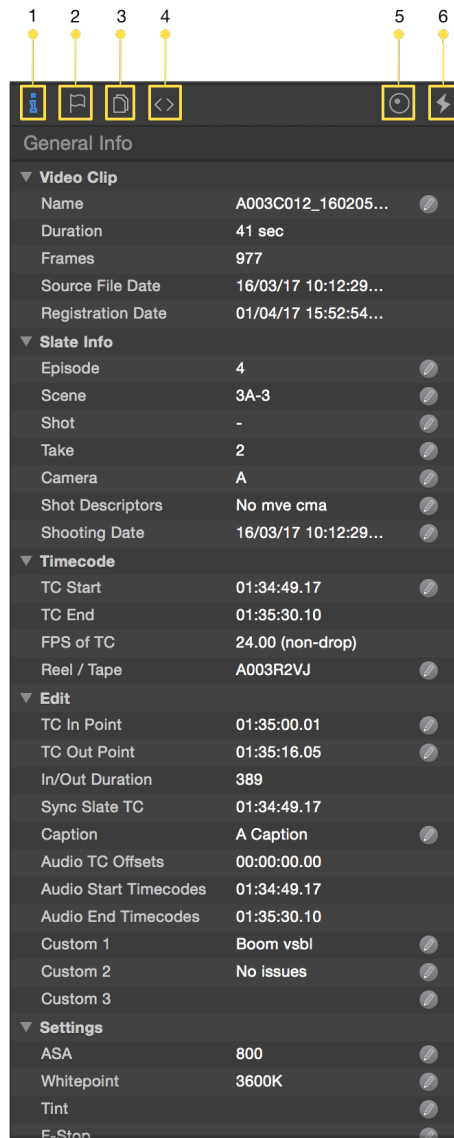 1 2 3 4 5 6
General Info
Video Clip
Name A003C012_160205...
Duration 41 sec
Frames 977
Source File Date 16/03/17 10:12:29...
Registration Date 01/04/17 15:52:54...
Slate Info
Episode 4
Scene 3A-3
Shot -
Take 2
Camera A
Shot Descriptors No mve cma
Shooting Date 16/03/17 10:12:29...
Timecode
TC Start 01:34:49.17
TC End 01:35:30.10
FPS of TC 24.00 (non-drop)
Reel / Tape A003R2VJ
Edit
TC In Point 01:35:00.01
TC Out Point 01:35:16.05
In/Out Duration 389
Sync Slate TC 01:34:49.17
Caption A Caption
Audio TC Offsets 00:00:00.00
Audio Start Timecodes 01:34:49.17
Audio End Timecodes 01:35:30.10
Custom 1 Boom vsbl
Custom 2 No issues
Custom 3
Settings
ASA 800
Whitepoint 3600K
Tint
F-Stop